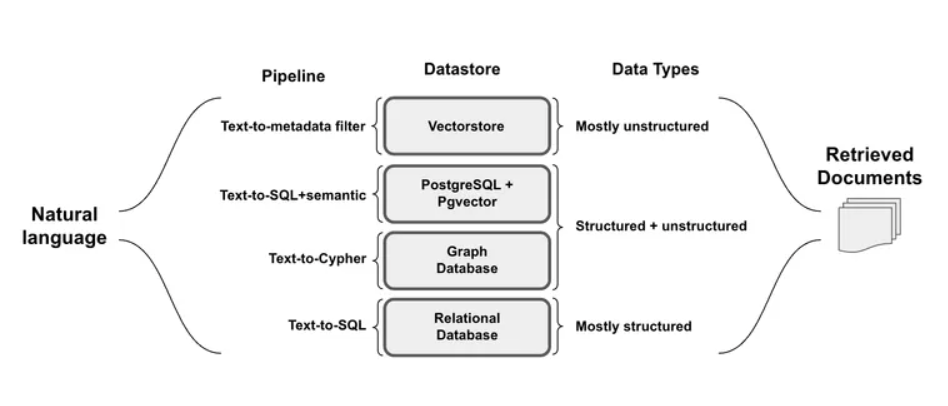 Pipeline
Datastore
Data Types
Text-to-metadata filter
Vectorstore
Mostly unstructured
Retrieved
Documents
Text-to-SQL+semantic
PostgreSQL +
Pgvector
Natural
language
Structured + unstructured
Text-to-Cypher
Graph
Database
Text-to-SQL
Relational
Database
Mostly structured